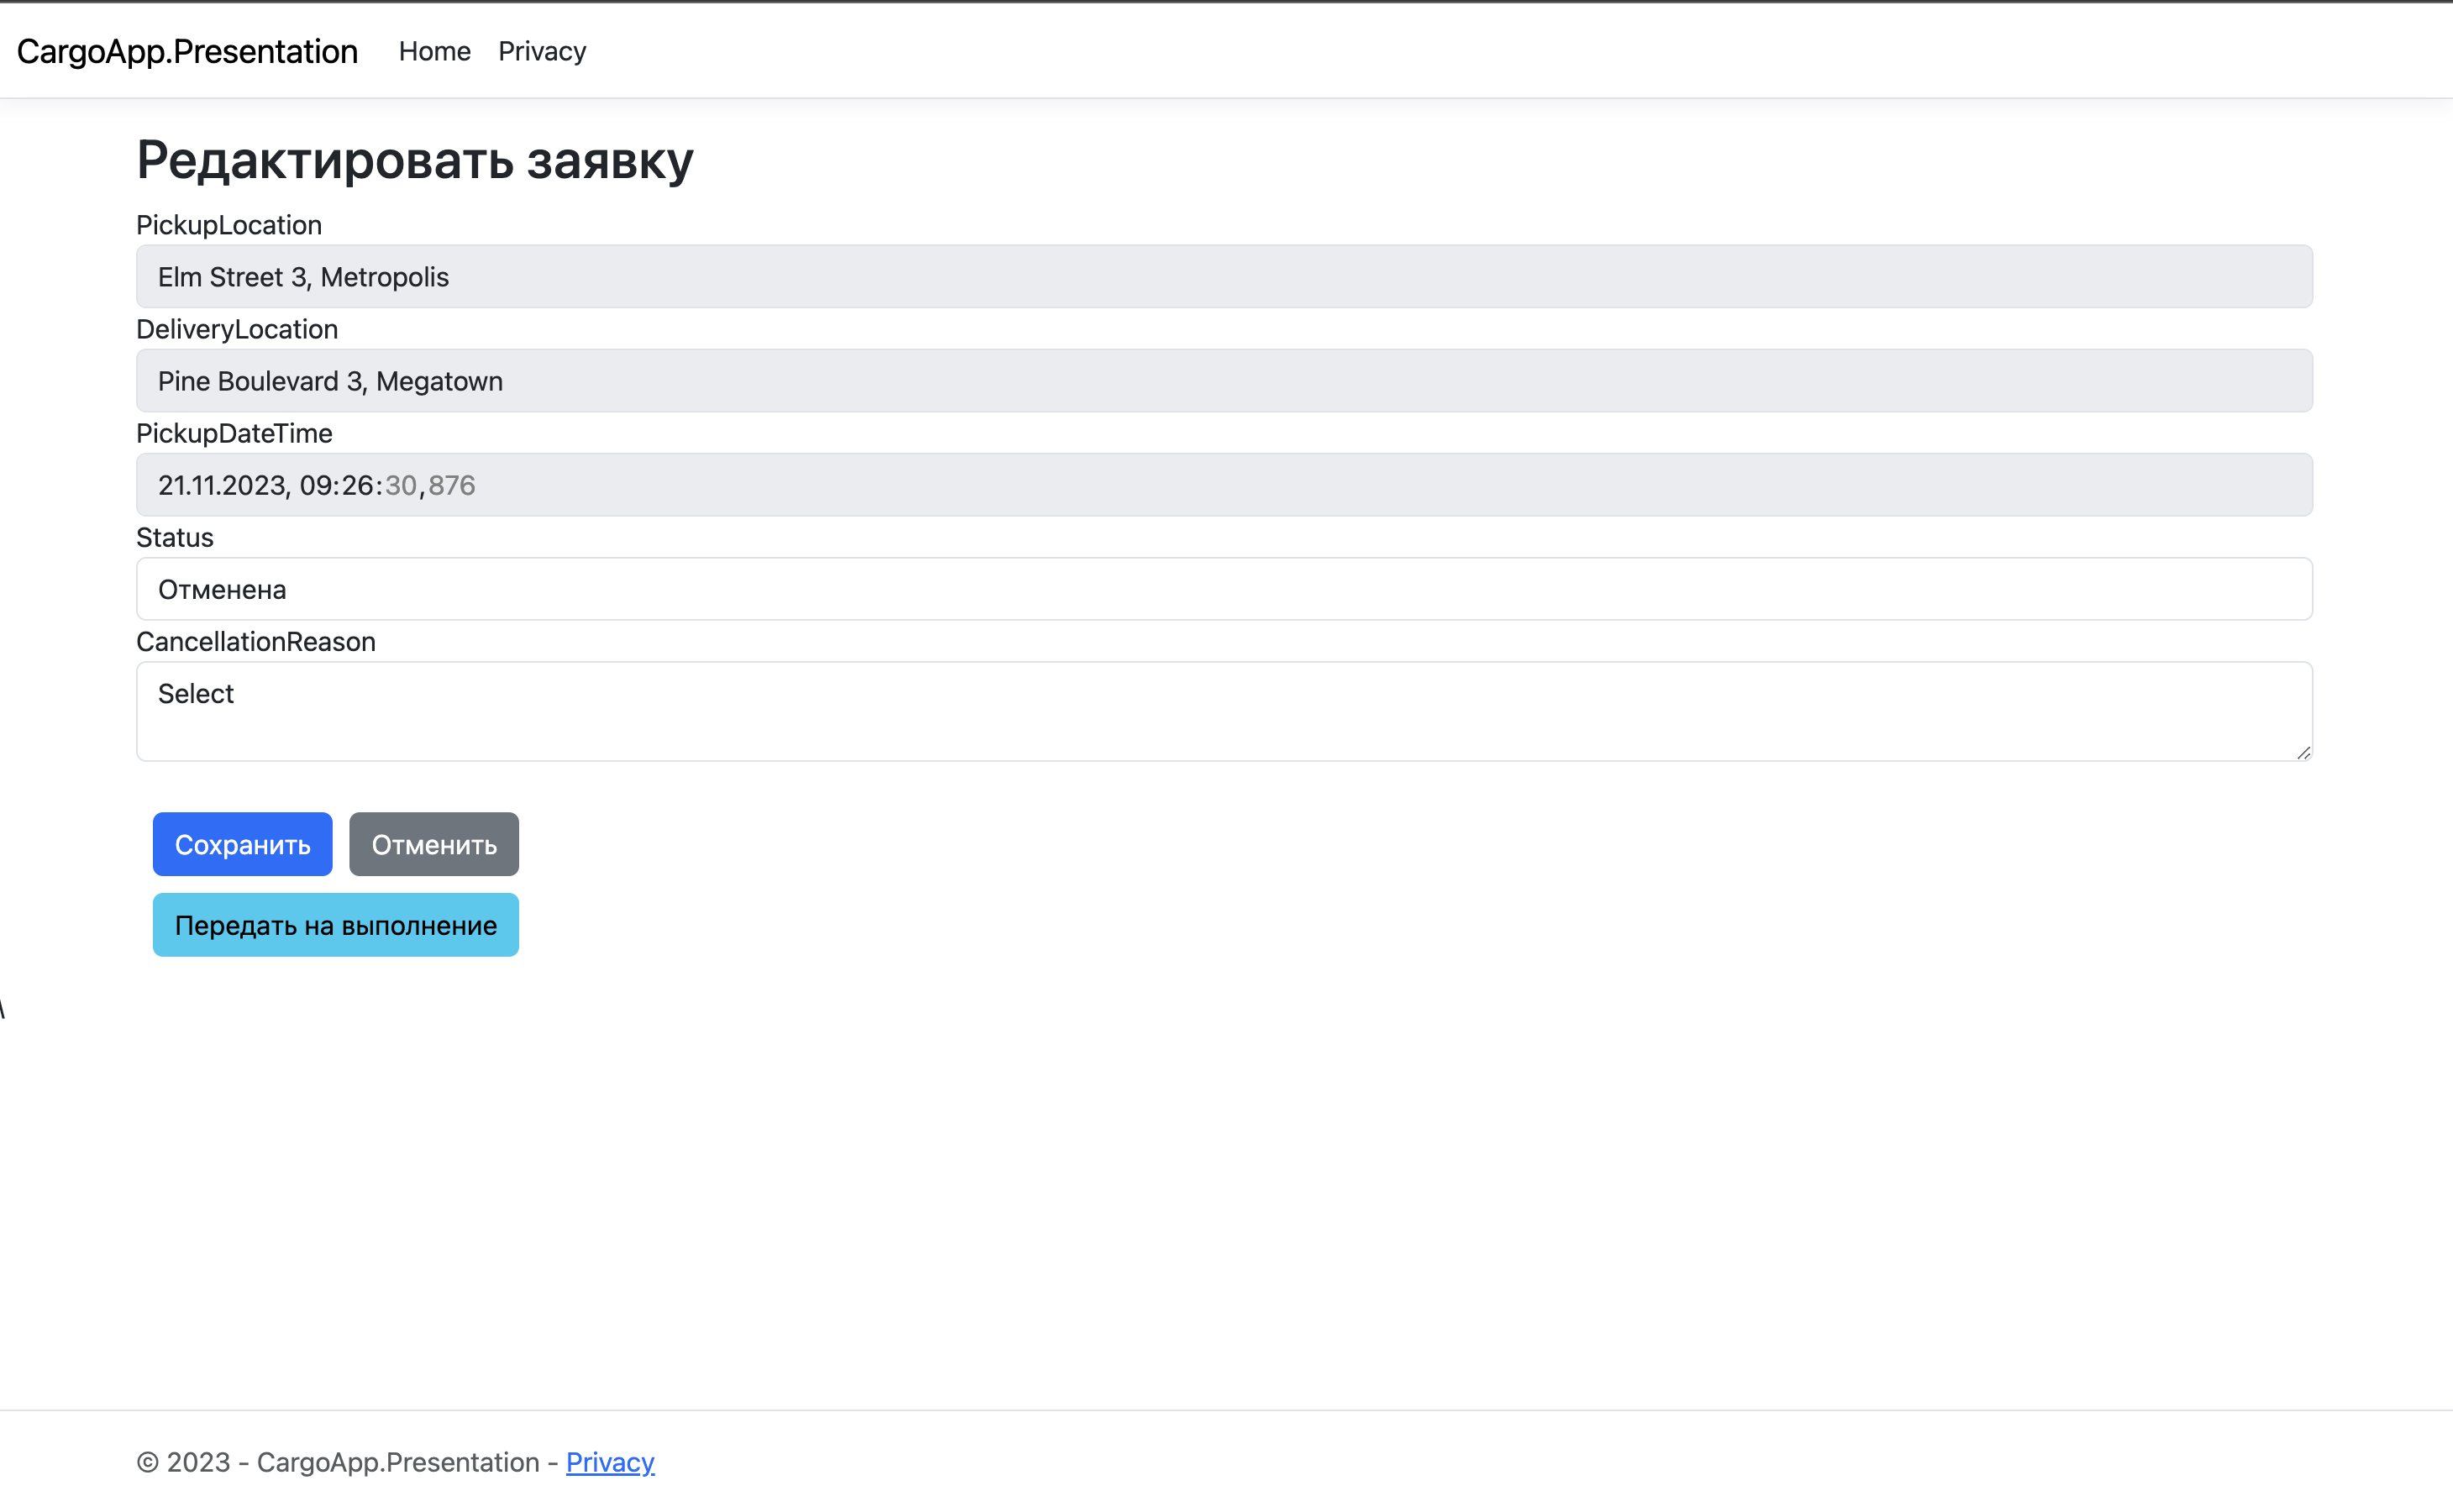 CargoApp.Presentation Home Privacy
Редактировать заявку
PickupLocation
Elm Street 3, Metropolis
DeliveryLocation
Pine Boulevard 3, Megatown
PickupDateTime
21.11.2023, 09:26:30,876
Status
Отменена
CancellationReason
Select
Сохранить Отменить
Передать на выполнение
\
© 2023 - CargoApp.Presentation - Privacy